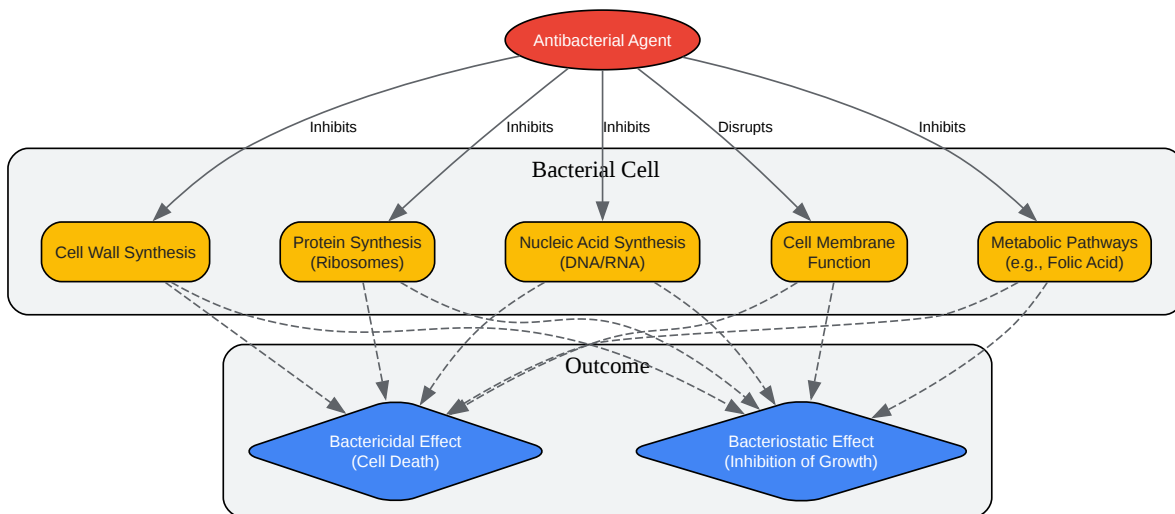 Antibacterial Agent
Inhibits
Inhibits
Inhibits
Disrupts
Inhibits
Bacterial Cell
Cell Wall Synthesis
Protein Synthesis
(Ribosomes)
Nucleic Acid Synthesis
(DNA/RNA)
Cell Membrane
Function
Metabolic Pathways
(e.g., Folic Acid)
Outcome
Bactericidal Effect
(Cell Death)
Bacteriostatic Effect
(Inhibition of Growth)